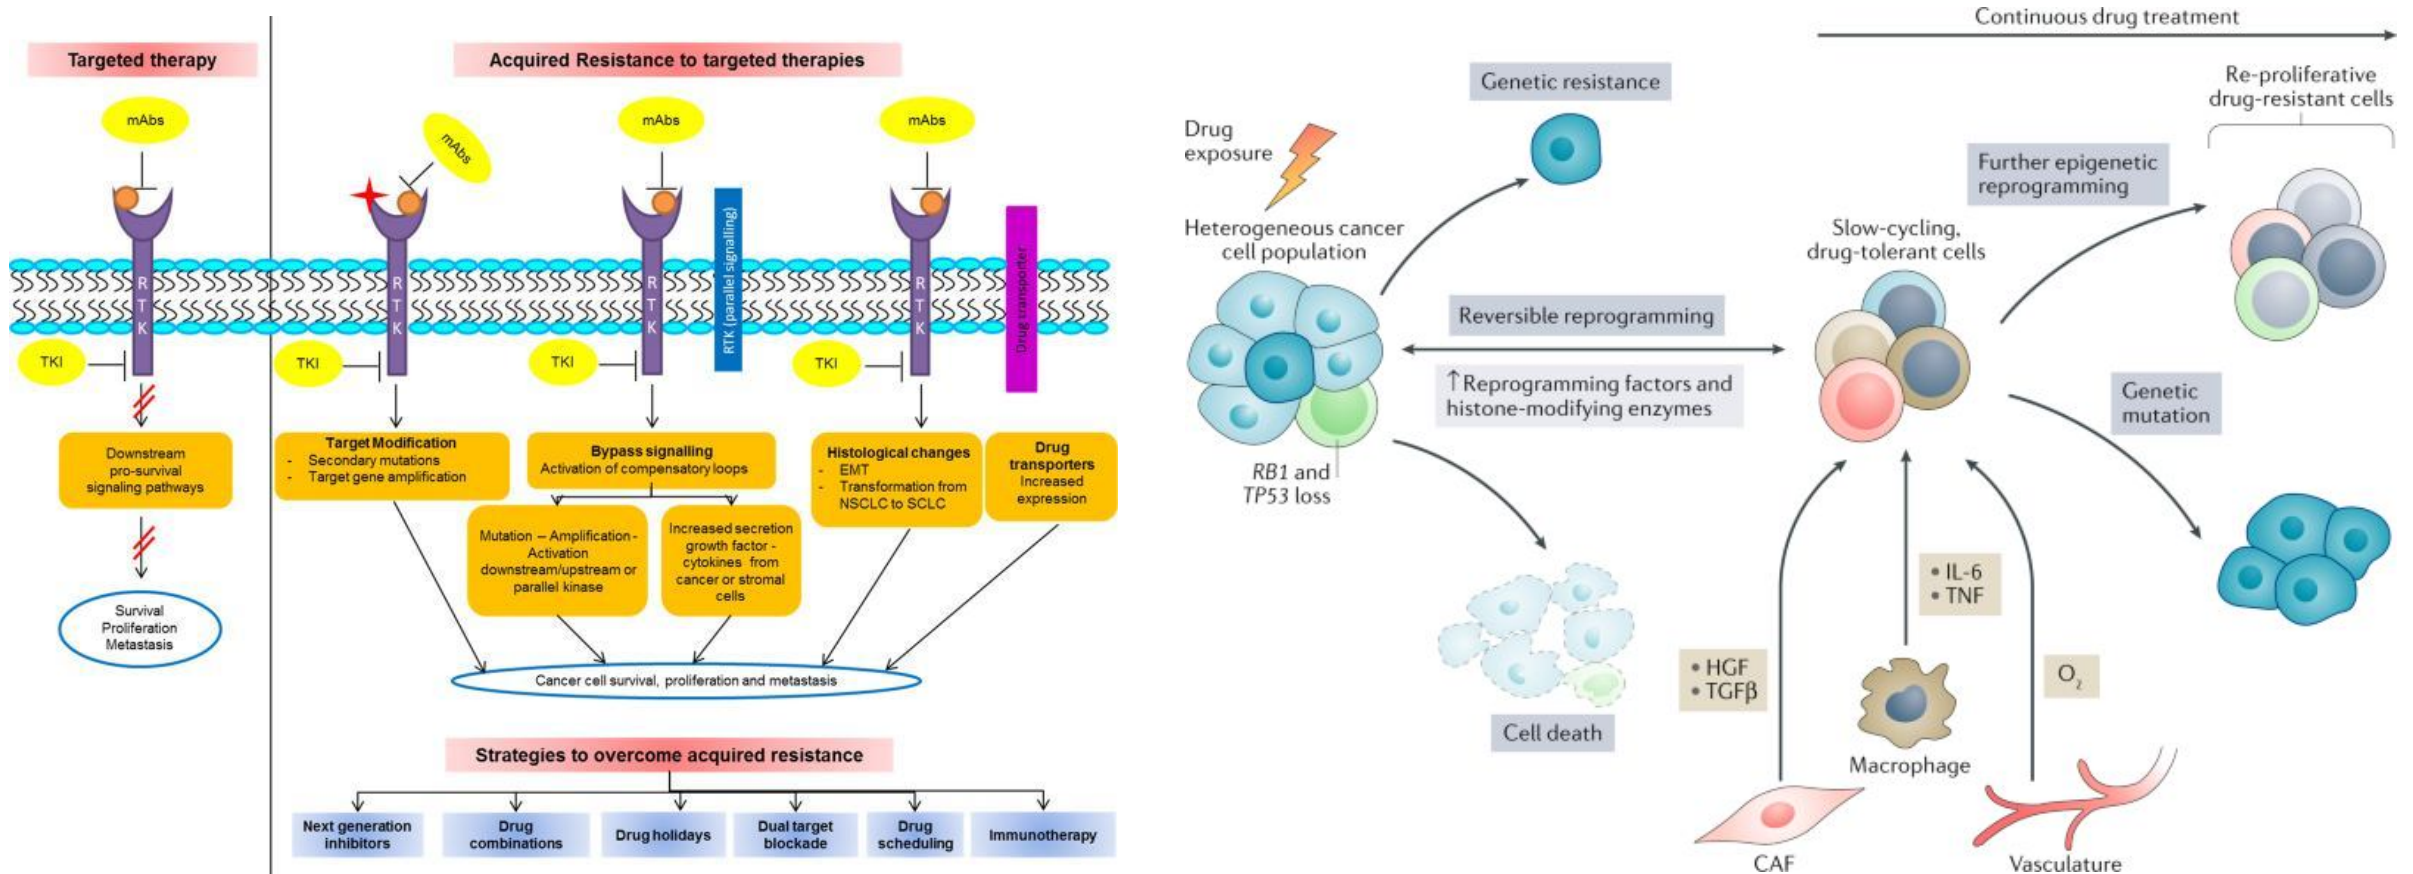 Targeted therapy
mAbs
RTK
TKI
Downstream
pro-survival
signaling pathways
Survival
Proliferation
Metastasis
Acquired Resistance to targeted therapies
mAbs
RTK
TKI
Target Modification
- Secondary mutations
- Target gene amplification
mAbs
RTK
RTK (parallel signalling)
TKI
Bypass signalling
Activation of compensatory loops
Mutation – Amplification-
Activation
downstream/upstream or
parallel kinase
Increased secretion
growth factor -
cytokines from
cancer or stromal
cells
mAbs
RTK
Drug transporter
TKI
Histological changes
- EMT
- Transformation from
NSCLC to SCLC
Drug
transporters
Increased
expression
Cancer cell survival, proliferation and metastasis
Strategies to overcome acquired resistance
Next generation
inhibitors
Drug
combinations
Drug holidays
Dual target
blockade
Drug
scheduling
Immunotherapy
Continuous drug treatment
Genetic resistance
Drug
exposure
Heterogeneous cancer
cell population
RB1 and
TP53 loss
Reversible reprogramming
↑Reprogramming factors and
histone-modifying enzymes
Cell death
Slow-cycling,
drug-tolerant cells
Further epigenetic
reprogramming
Re-proliferative
drug-resistant cells
Genetic
mutation
• HGF
• TGFβ
• IL-6
• TNF
O₂
CAF
Macrophage
Vasculature